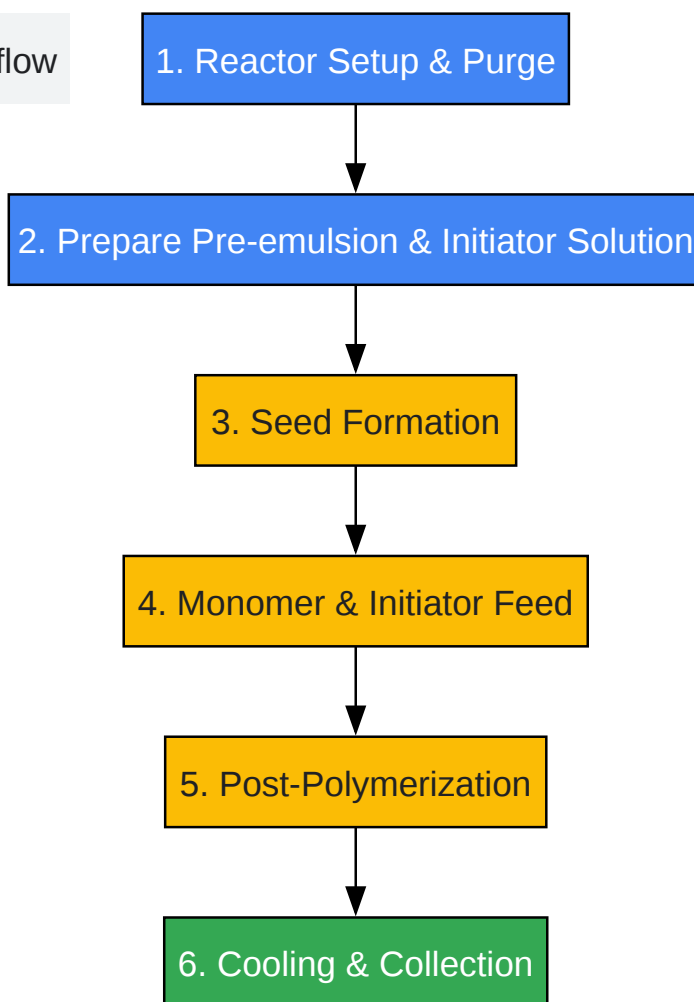 flow
1. Reactor Setup & Purge
2. Prepare Pre-emulsion & Initiator Solution
3. Seed Formation
4. Monomer & Initiator Feed
5. Post-Polymerization
6. Cooling & Collection